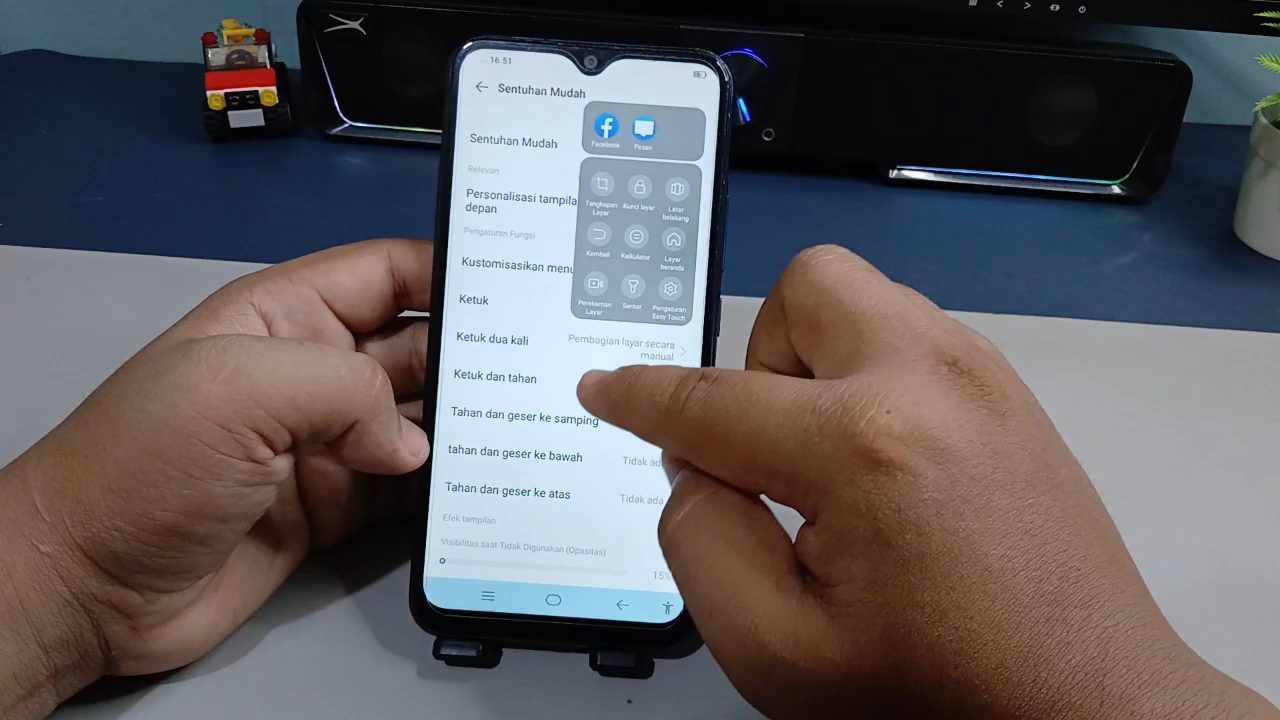 16.51
Sentuhan Mudah
Facebook
Pesan
Sentuhan Mudah
Relevan
Personalisasi tampila
depan
Tangkapan
Layar
Kunci layar
Latar
belakang
Pengaturan Fungsi
Kembali
Kalkulator
Layar
beranda
Kustomisasikan menu
Perekaman
Layar
Senter
Pengaturan
Easy Touch
Ketuk
Ketuk dua kali
Pembagian layar secara
manual
Ketuk dan tahan
Tahan dan geser ke samping
tahan dan geser ke bawah
Tidak ad
Tahan dan geser ke atas
Tidak ada
Efek tampilan
Visibilitas saat Tidak Digunakan (Opasitas)
15%